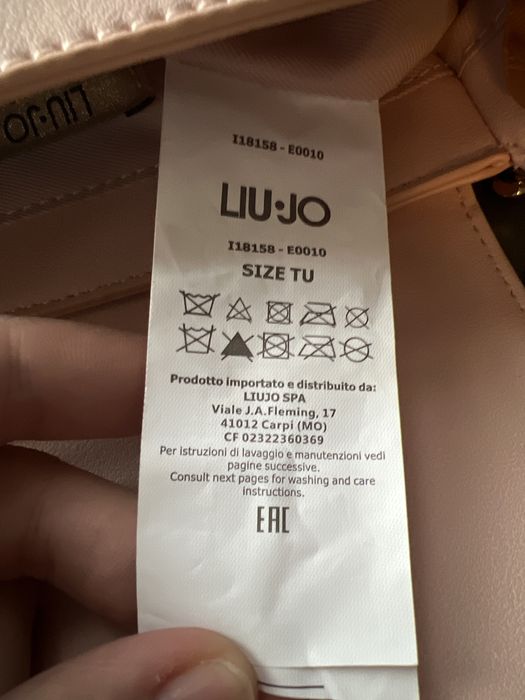 I18158 - E0010
LIU·JO
LIU·JO
I18158 - E0010
SIZE TU
Prodotto importato e distribuito da:
LIUJO SPA
Viale J.A.Fleming, 17
41012 Carpi (MO)
CF 02322360369
Per istruzioni di lavaggio e manutenzioni vedi
pagine successive.
Consult next pages for washing and care
instructions.
EAC